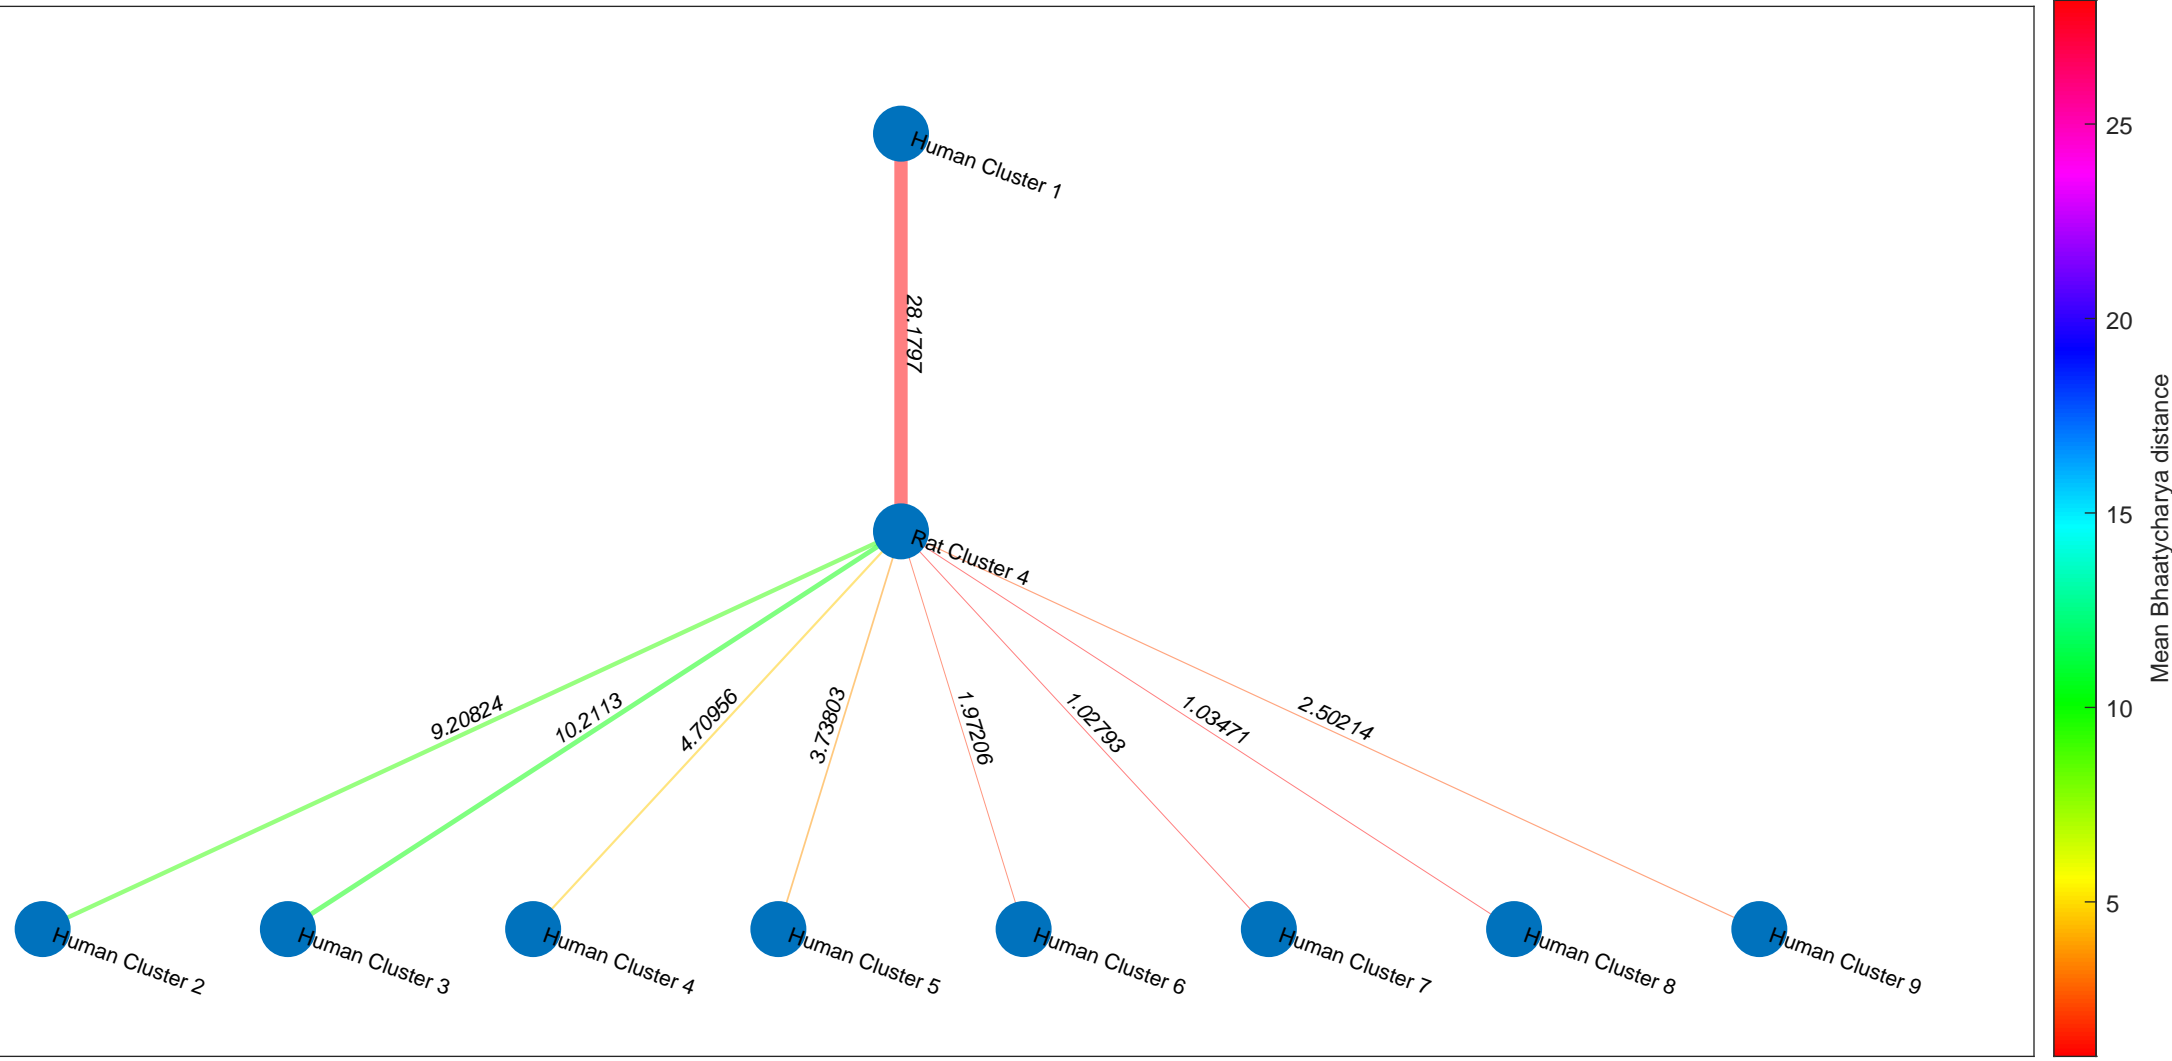 Human Cluster 1
28.1797
Rat Cluster 4
9.20824
10.2113
4.70956
3.73803
1.97206
1.02793
1.03471
2.50214
Human Cluster 2
Human Cluster 3
Human Cluster 4
Human Cluster 5
Human Cluster 6
Human Cluster 7
Human Cluster 8
Human Cluster 9
25
20
15
10
5
Mean Bhaatycharya distance